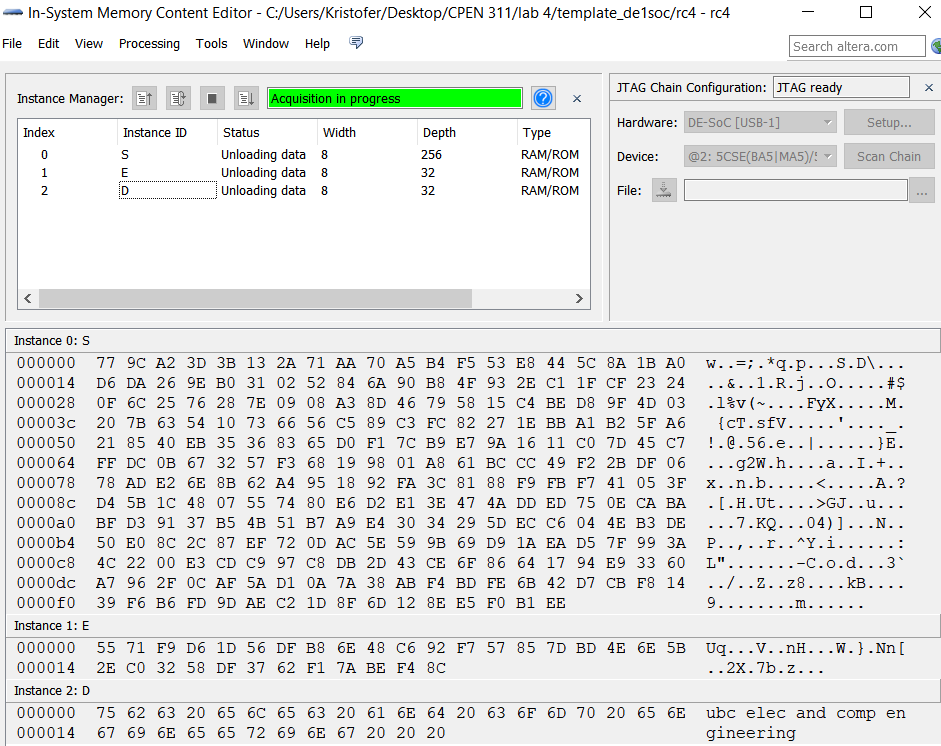 In-System Memory Content Editor - C:/Users/Kristofer/Desktop/CPEN 311/lab 4/template_de1soc/rc4 - rc4
File Edit View Processing Tools Window Help
Search altera.com
Instance Manager: Acquisition in progress
JTAG Chain Configuration: JTAG ready
Index Instance ID Status Width Depth Type
0 S Unloading data 8 256 RAM/ROM
1 E Unloading data 8 32 RAM/ROM
2 D Unloading data 8 32 RAM/ROM
Hardware: DE-SoC [USB-1] Setup...
Device: @2: 5CSE(BA5|MA5)/5 Scan Chain
File: ...
Instance 0: S
000000 77 9C A2 3D 3B 13 2A 71 AA 70 A5 B4 F5 53 E8 44 5C 8A 1B A0 w..=;.*q.p...S.D\...
000014 D6 DA 26 9E B0 31 02 52 84 6A 90 B8 4F 93 2E C1 1F CF 23 24 ..&..1.R.j..O.....#$
000028 0F 6C 25 76 28 7E 09 08 A3 8D 46 79 58 15 C4 BE D8 9F 4D 03 .l%v(~....FyX.....M.
00003c 20 7B 63 54 10 73 66 56 C5 89 C3 FC 82 27 1E BB A1 B2 5F A6 {cT.sfV.....'...._.
000050 21 85 40 EB 35 36 83 65 D0 F1 7C B9 E7 9A 16 11 C0 7D 45 C7 !.@.56.e..|......}E.
000064 FF DC 0B 67 32 57 F3 68 19 98 01 A8 61 BC CC 49 F2 2B DF 06 ...g2W.h....a..I.+..
000078 78 AD E2 6E 8B 62 A4 95 18 92 FA 3C 81 88 F9 FB F7 41 05 3F x..n.b.....<.....A.?
00008c D4 5B 1C 48 07 55 74 80 E6 D2 E1 3E 47 4A DD ED 75 0E CA BA .[.H.Ut....>GJ..u...
0000a0 BF D3 91 37 B5 4B 51 B7 A9 E4 30 34 29 5D EC C6 04 4E B3 DE ...7.KQ...04)]...N..
0000b4 50 E0 8C 2C 87 EF 72 0D AC 5E 59 9B 69 D9 1A EA D5 7F 99 3A P..,..r..^Y.i......:
0000c8 4C 22 00 E3 CD C9 97 C8 DB 2D 43 CE 6F 86 64 17 94 E9 33 60 L".......-C.o.d...3`
0000dc A7 96 2F 0C AF 5A D1 0A 7A 38 AB F4 BD FE 6B 42 D7 CB F8 14 ../..Z..z8....kB....
0000f0 39 F6 B6 FD 9D AE C2 1D 8F 6D 12 8E E5 F0 B1 EE 9........m......
Instance 1: E
000000 55 71 F9 D6 1D 56 DF B8 6E 48 C6 92 F7 57 85 7D BD 4E 6E 5B Uq...V..nH...W.}.Nn[
000014 2E C0 32 58 DF 37 62 F1 7A BE F4 8C ..2X.7b.z...
Instance 2: D
000000 75 62 63 20 65 6C 65 63 20 61 6E 64 20 63 6F 6D 70 20 65 6E ubc elec and comp en
000014 67 69 6E 65 65 72 69 6E 67 20 20 20 gineering